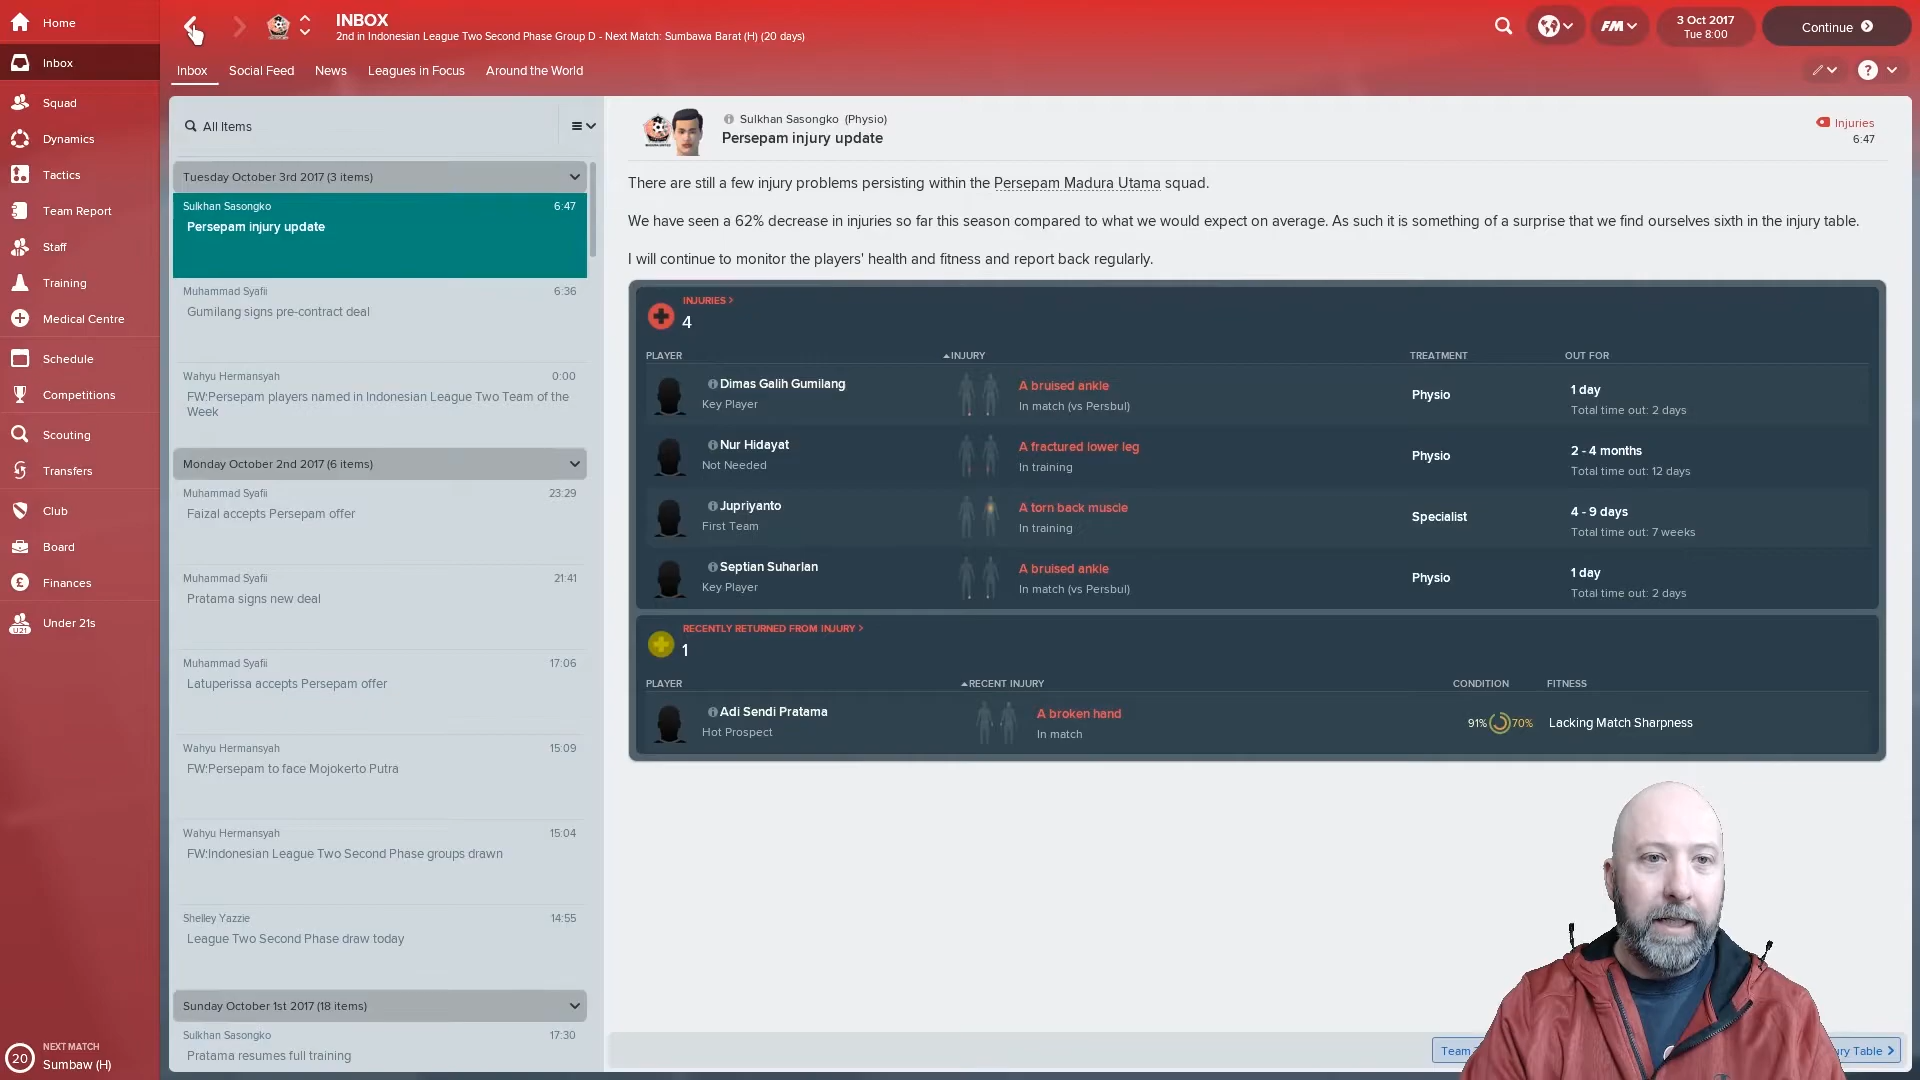 Home
Inbox
Squad
Dynamics
Tactics
Team Report
Staff
Training
Medical Centre
Schedule
Competitions
Scouting
Transfers
Club
Board
Finances
U21
Under 21s
20
NEXT MATCH
Sumbaw (H)
INBOX
2nd in Indonesian League Two Second Phase Group D - Next Match: Sumbawa Barat (H) (20 days)
FM
3 Oct 2017
Tue 8:00
Continue
Inbox Social Feed News Leagues in Focus Around the World
?
All Items
Tuesday October 3rd 2017 (3 items)
Sulkhan Sasongko 6:47
Persepam injury update
Muhammad Syafii 6:36
Gumilang signs pre-contract deal
Wahyu Hermansyah 0:00
FW:Persepam players named in Indonesian League Two Team of the
Week
Monday October 2nd 2017 (6 items)
Muhammad Syafii 23:29
Faizal accepts Persepam offer
Muhammad Syafii 21:41
Pratama signs new deal
Muhammad Syafii 17:06
Latuperissa accepts Persepam offer
Wahyu Hermansyah 15:09
FW:Persepam to face Mojokerto Putra
Wahyu Hermansyah 15:04
FW:Indonesian League Two Second Phase groups drawn
Shelley Yazzie 14:55
League Two Second Phase draw today
Sunday October 1st 2017 (18 items)
Sulkhan Sasongko 17:30
Pratama resumes full training
Sulkhan Sasongko (Physio)
Persepam injury update
Injuries
6:47
There are still a few injury problems persisting within the Persepam Madura Utama squad.
We have seen a 62% decrease in injuries so far this season compared to what we would expect on average. As such it is something of a surprise that we find ourselves sixth in the injury table.
I will continue to monitor the players' health and fitness and report back regularly.
INJURIES >
4
PLAYER INJURY TREATMENT OUT FOR
Dimas Galih Gumilang A bruised ankle Physio 1 day
Key Player In match (vs Persbul) Total time out: 2 days
Nur Hidayat A fractured lower leg Physio 2 - 4 months
Not Needed In training Total time out: 12 days
Jupriyanto A torn back muscle Specialist 4 - 9 days
First Team In training Total time out: 7 weeks
Septian Suharlan A bruised ankle Physio 1 day
Key Player In match (vs Persbul) Total time out: 2 days
RECENTLY RETURNED FROM INJURY >
1
PLAYER RECENT INJURY CONDITION FITNESS
Adi Sendi Pratama A broken hand 91% 70% Lacking Match Sharpness
Hot Prospect In match
Team
ury Table >